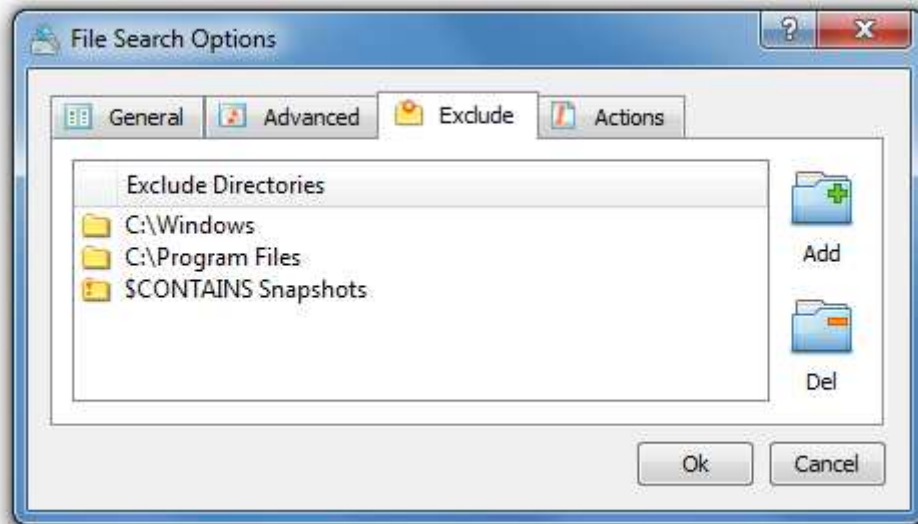 File Search Options
General Advanced Exclude Actions
Exclude Directories
C:\Windows
C:\Program Files
$CONTAINS Snapshots
Add
Del
Ok Cancel